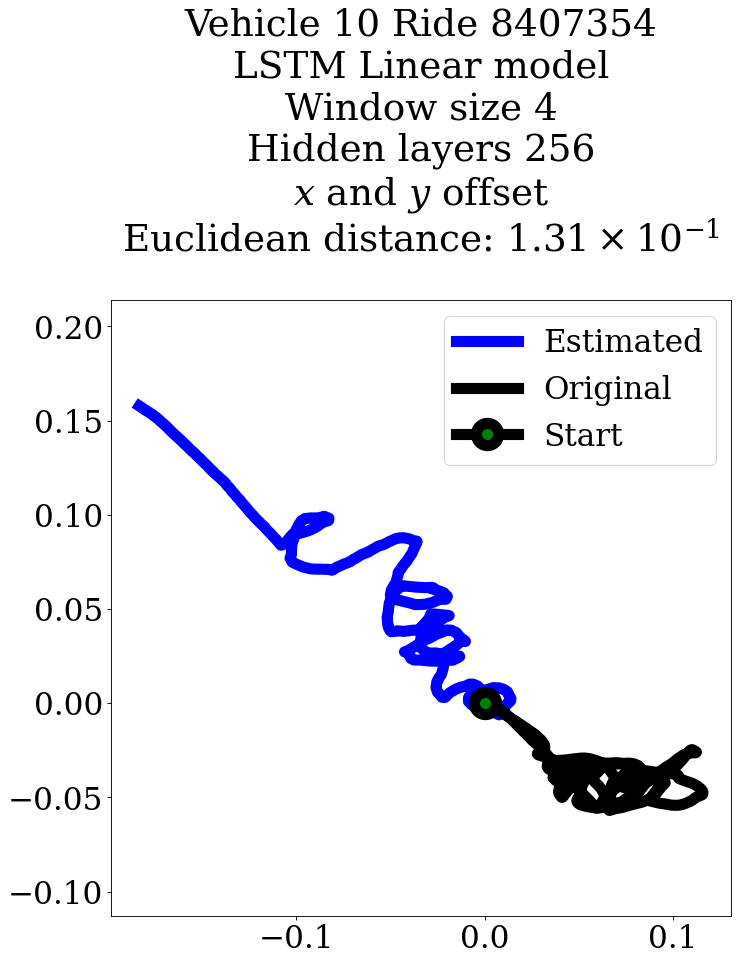 Vehicle 10 Ride 8407354
LSTM Linear model
Window size 4
Hidden layers 256
x and y offset
Euclidean distance: 1.31 × 10⁻¹
0.20
0.15
0.10
0.05
0.00
−0.05
−0.10
Estimated
Original
Start
−0.1
0.0
0.1